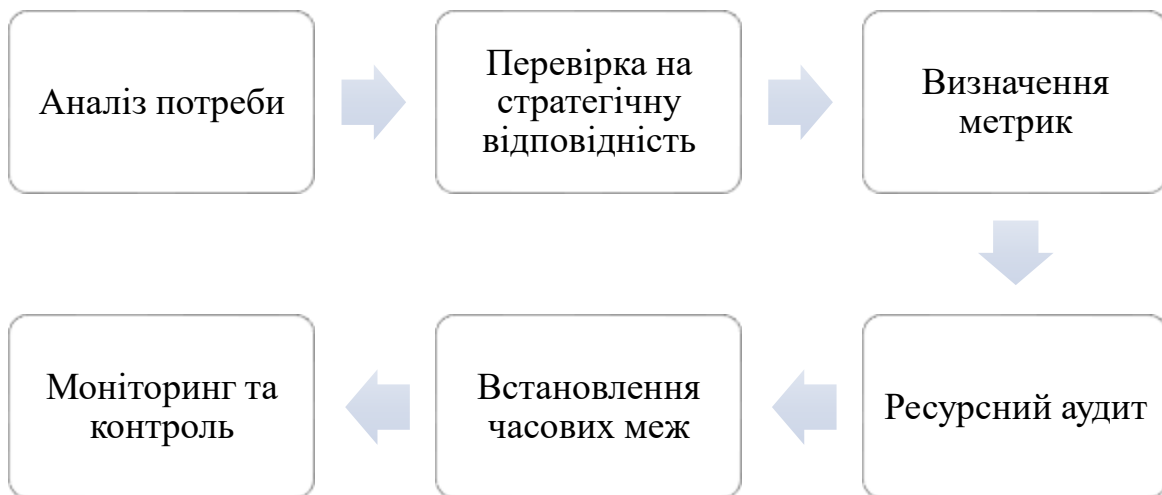 Аналіз потреби
Перевірка на
стратегічну
відповідність
Визначення
метрик
Ресурсний аудит
Встановлення
часових меж
Моніторинг та
контроль